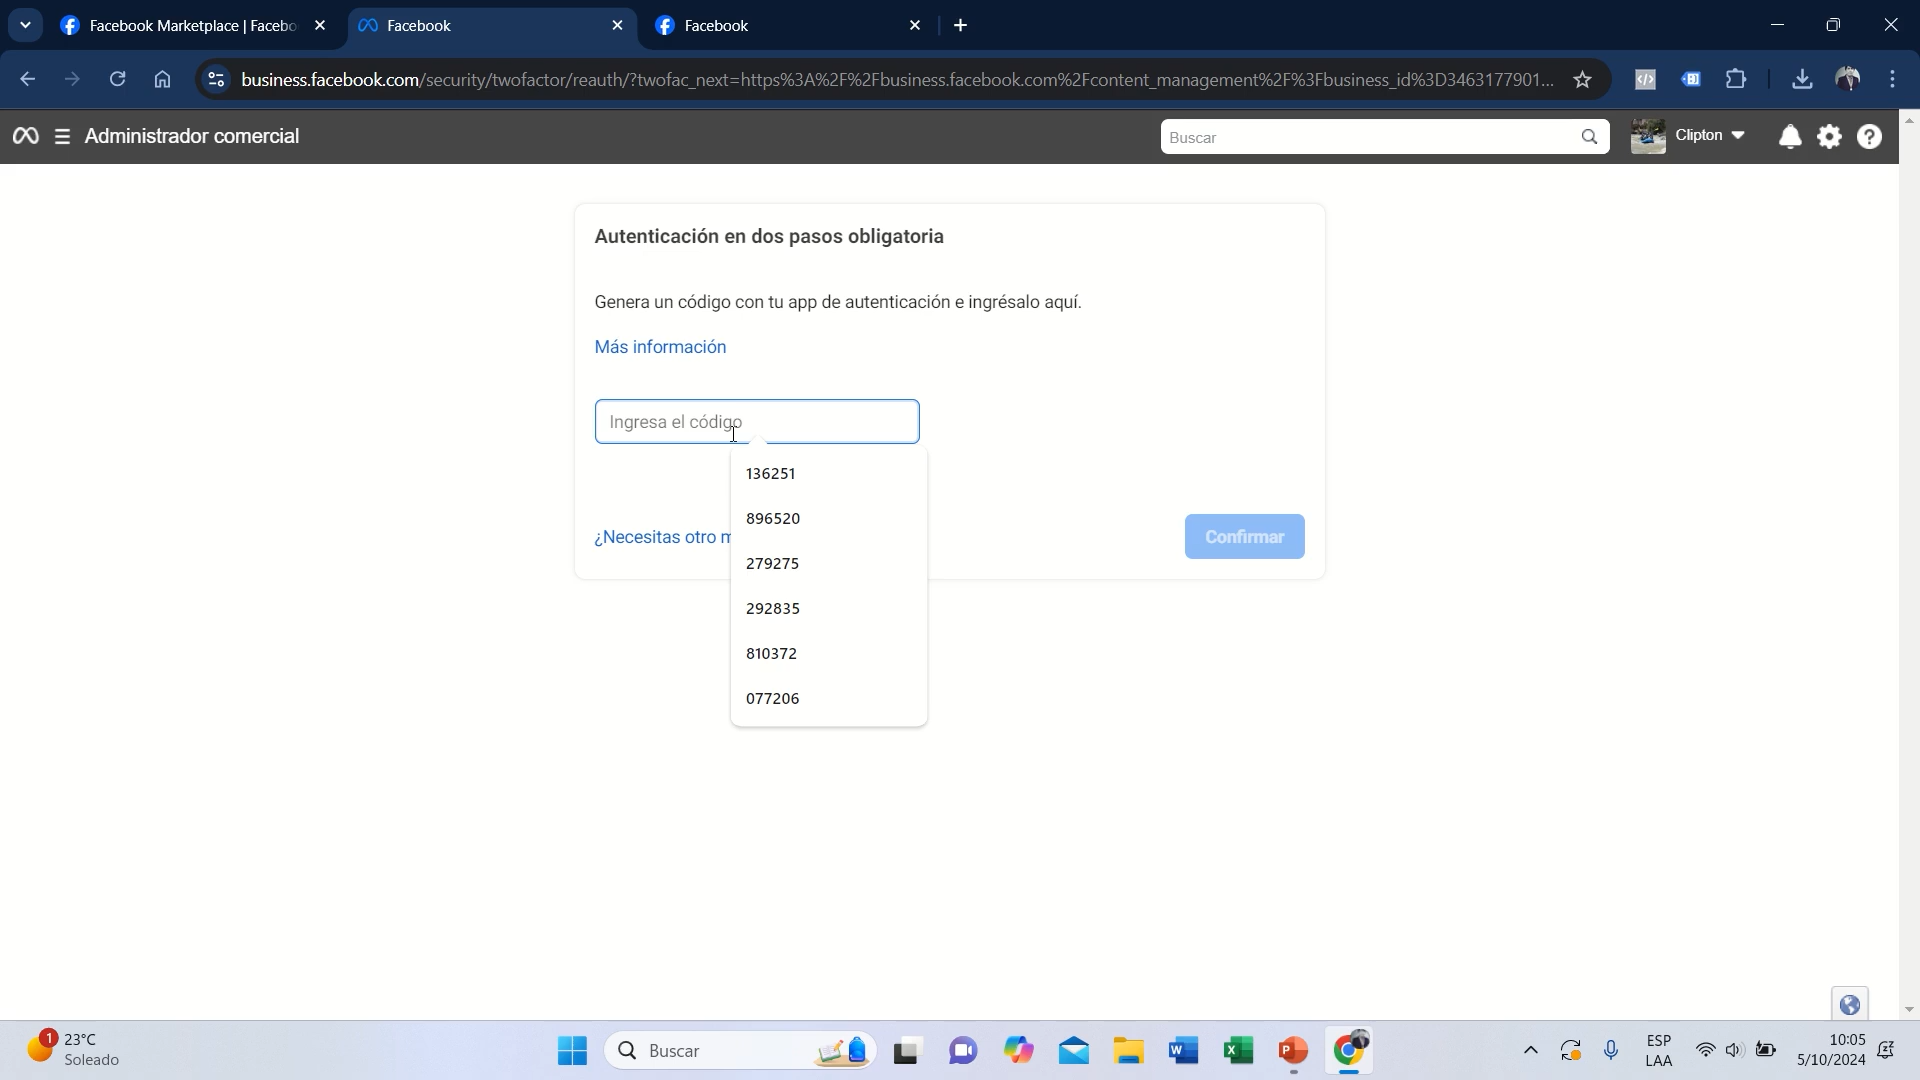 Facebook Marketplace | Facebo
Facebook
Facebook
business.facebook.com/security/twofactor/reauth/?twofac_next=https%3A%2F%2Fbusiness.facebook.com%2Fcontent_management%2F%3Fbusiness_id%3D3463177901...
Administrador comercial
Buscar
Clipton
Autenticación en dos pasos obligatoria
Genera un código con tu app de autenticación e ingrésalo aquí.
Más información
Ingresa el código
136251
896520
279275
292835
810372
077206
¿Necesitas otro m
Confirmar
1
23°C
Soleado
Buscar
ESP
LAA
10:05
5/10/2024